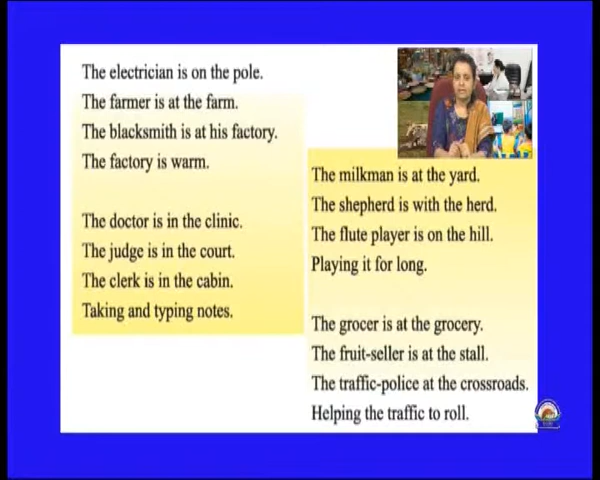 The electrician is on the pole.
The farmer is at the farm.
The blacksmith is at his factory.
The factory is warm.
The doctor is in the clinic.
The judge is in the court.
The clerk is in the cabin.
Taking and typing notes.
The milkman is at the yard.
The shepherd is with the herd.
The flute player is on the hill.
Playing it for long.
The grocer is at the grocery.
The fruit-seller is at the stall.
The traffic-police at the crossroads.
Helping the traffic to roll.